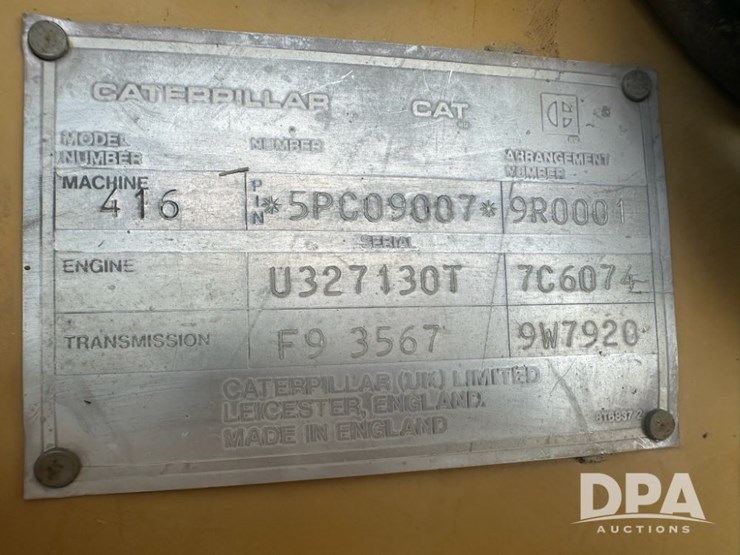 CATERPILLAR CAT
MODEL NUMBER ARRANGEMENT
NUMBER NUMBER
MACHINE 416 PIN *5PC09007* 9R0001
SERIAL
ENGINE U327130T 7C6074
TRANSMISSION F9 3567 9W7920
CATERPILLAR (UK) LIMITED
LEICESTER, ENGLAND.
MADE IN ENGLAND
DPA
AUCTIONS